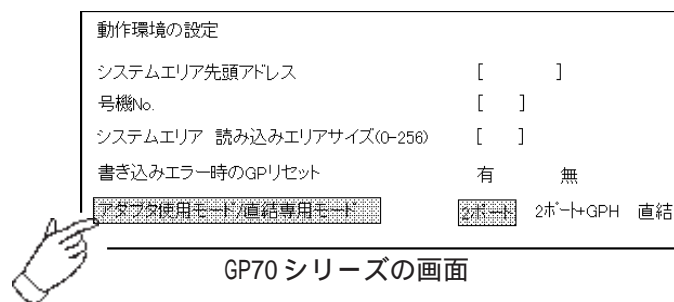 動作環境の設定
システムエリア先頭アドレス [ ]
号機No. [ ]
システムエリア 読み込みエリアサイズ(0-256) [ ]
書き込みエラー時のGPリセット 有 無
アダプタ使用モード/直結専用モード 2ポート 2ポート+GPH 直結
GP70シリーズの画面